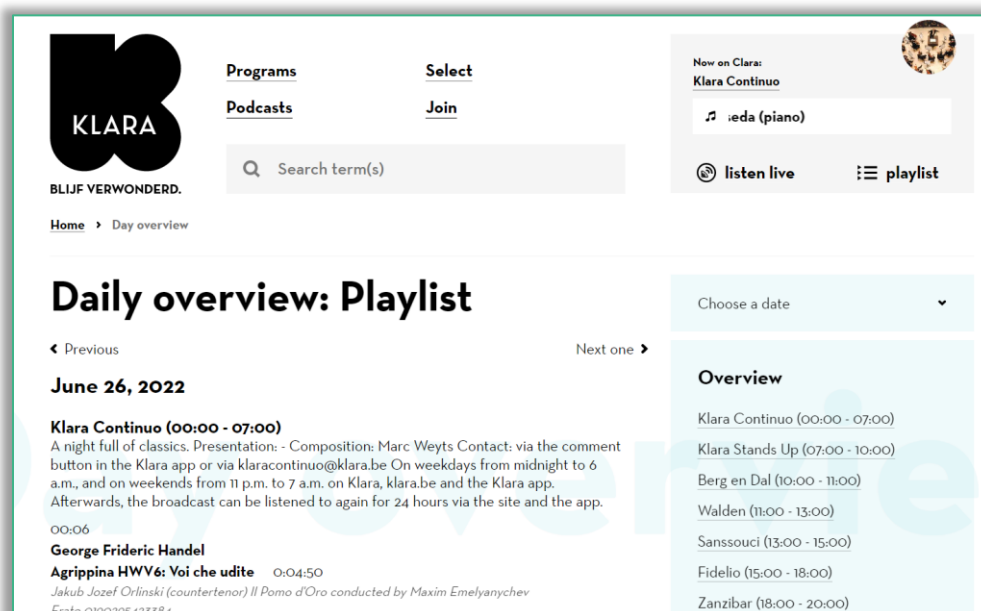 KLARA
BLIJF VERWONDERD.
Programs
Select
Podcasts
Join
Search term(s)
Now on Clara:
Klara Continuo
eda (piano)
listen live
playlist
Home > Day overview
Daily overview: Playlist
Previous
Next one
June 26, 2022
Klara Continuo (00:00 - 07:00)
A night full of classics. Presentation: - Composition: Marc Weyts Contact: via the comment
button in the Klara app or via klaracontinuo@klara.be On weekdays from midnight to 6
a.m., and on weekends from 11 p.m. to 7 a.m. on Klara, klara.be and the Klara app.
Afterwards, the broadcast can be listened to again for 24 hours via the site and the app.
00:06
George Frideric Handel
Agrippina HWV6: Voi che udite 0:04:50
Jakub Jozef Orlinski (countertenor) Il Pomo d'Oro conducted by Maxim Emelyanychev
Erato 0190295423384
Choose a date
Overview
Klara Continuo (00:00 - 07:00)
Klara Stands Up (07:00 - 10:00)
Berg en Dal (10:00 - 11:00)
Walden (11:00 - 13:00)
Sanssouci (13:00 - 15:00)
Fidelio (15:00 - 18:00)
Zanzibar (18:00 - 20:00)
Day overvie